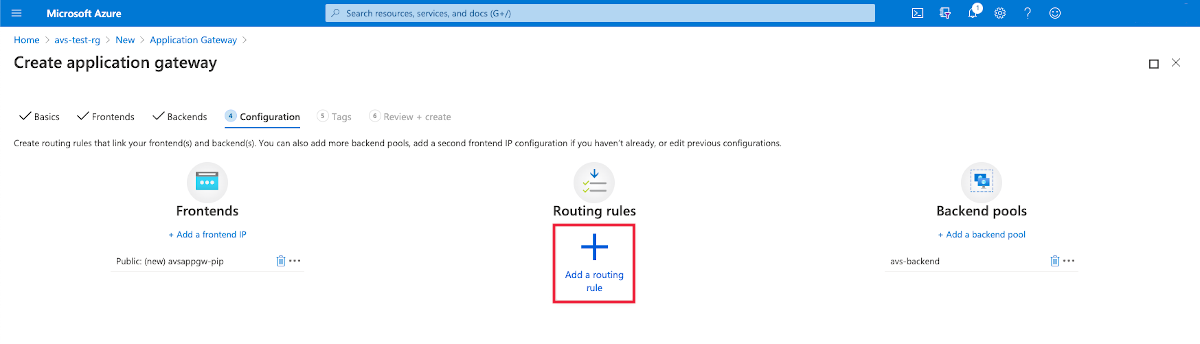 Microsoft Azure
Search resources, services, and docs (G+/)
1
Home > avs-test-rg > New > Application Gateway >
Create application gateway
Basics Frontends Backends 4 Configuration 5 Tags 6 Review + create
Create routing rules that link your frontend(s) and backend(s). You can also add more backend pools, add a second frontend IP configuration if you haven't already, or edit previous configurations.
Frontends
+ Add a frontend IP
Public: (new) avsappgw-pip
Routing rules
Add a routing
rule
Backend pools
+ Add a backend pool
avs-backend